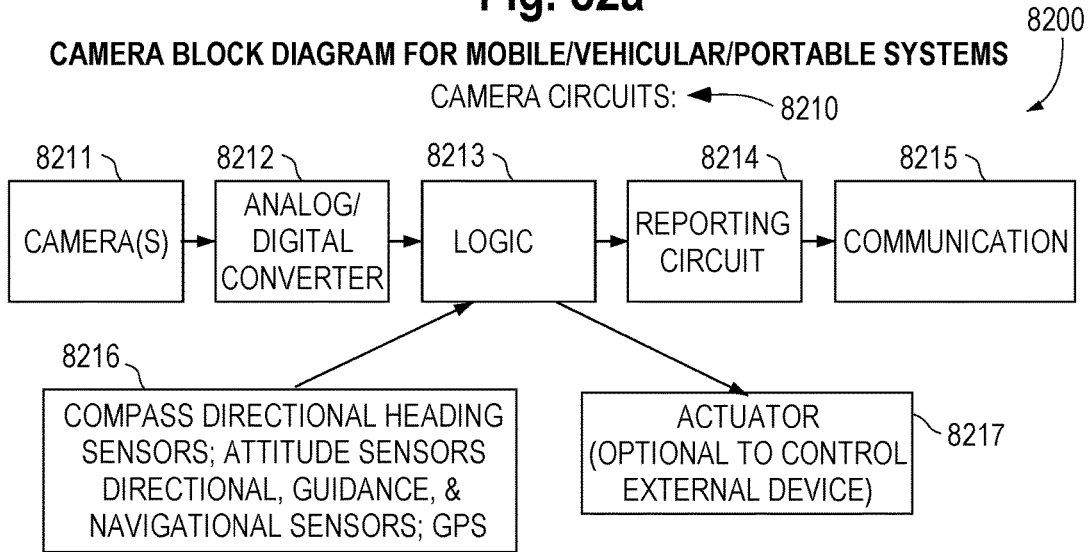 Fig. 82a
8200
CAMERA BLOCK DIAGRAM FOR MOBILE/VEHICULAR/PORTABLE SYSTEMS
CAMERA CIRCUITS:
8210
8211
8212
8213
8214
8215
CAMERA(S)
ANALOG/
DIGITAL
CONVERTER
LOGIC
REPORTING
CIRCUIT
COMMUNICATION
8216
COMPASS DIRECTIONAL HEADING
SENSORS; ATTITUDE SENSORS
DIRECTIONAL, GUIDANCE, &
NAVIGATIONAL SENSORS; GPS
ACTUATOR
(OPTIONAL TO CONTROL
EXTERNAL DEVICE)
8217